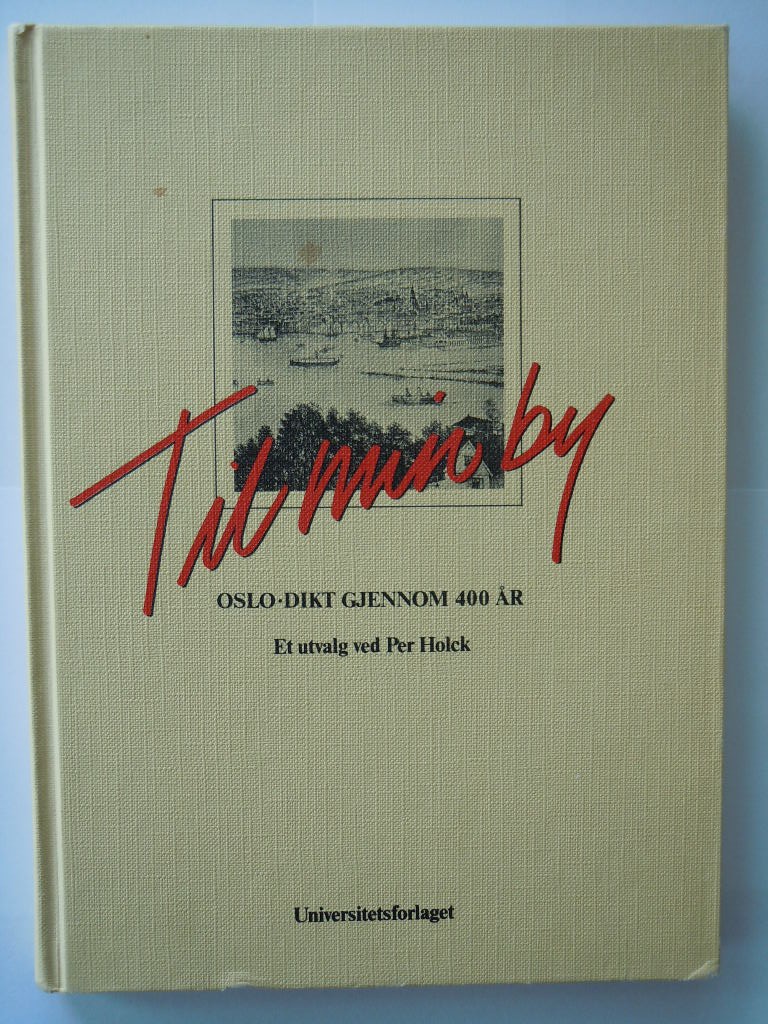 Til min by
OSLO·DIKT GJENNOM 400 ÅR
Et utvalg ved Per Holck
Universitetsforlaget